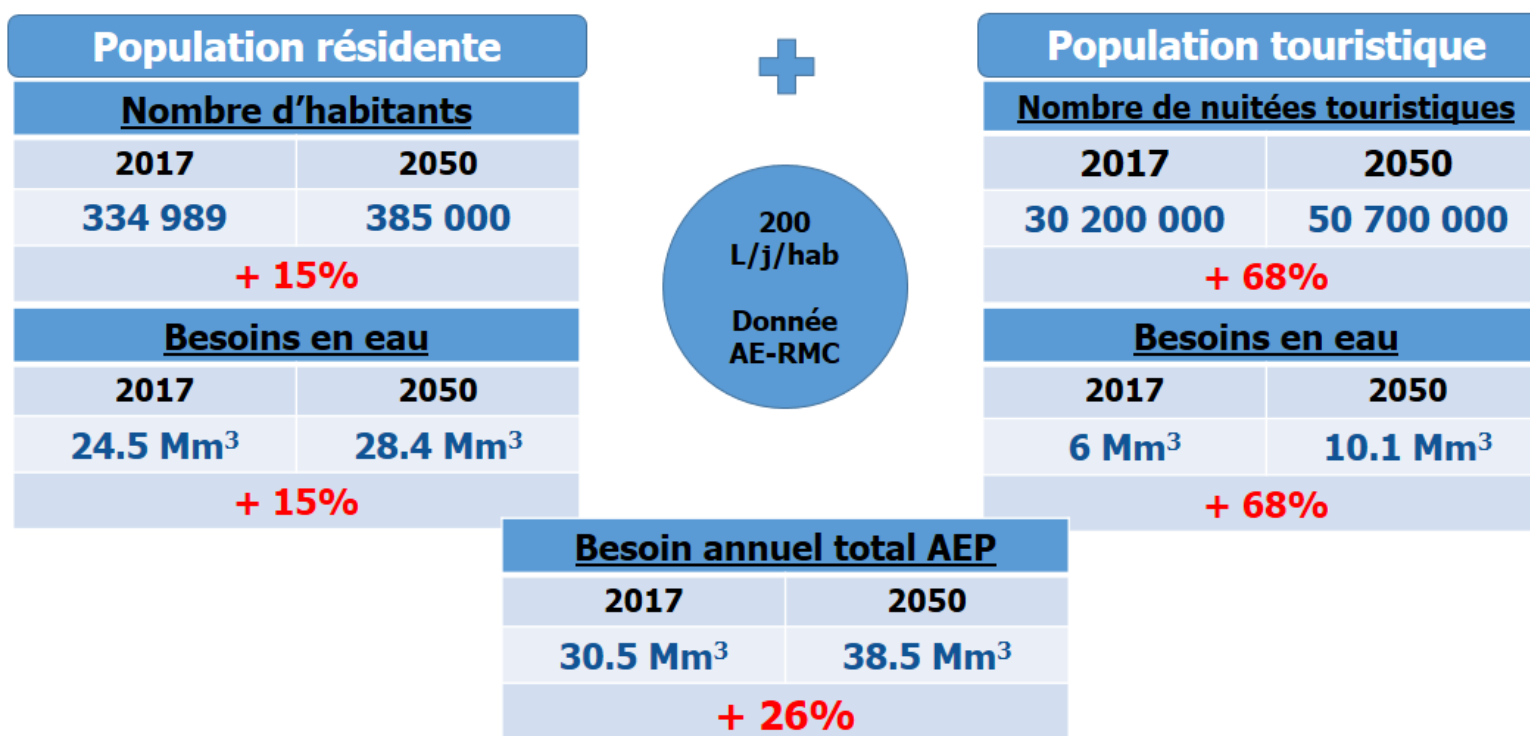 Population résidente
Nombre d'habitants
2017 2050
334 989 385 000
+ 15%
Besoins en eau
2017 2050
24.5 Mm³ 28.4 Mm³
+ 15%
200
L/j/hab
Donnée
AE-RMC
Population touristique
Nombre de nuitées touristiques
2017 2050
30 200 000 50 700 000
+ 68%
Besoins en eau
2017 2050
6 Mm³ 10.1 Mm³
+ 68%
Besoin annuel total AEP
2017 2050
30.5 Mm³ 38.5 Mm³
+ 26%